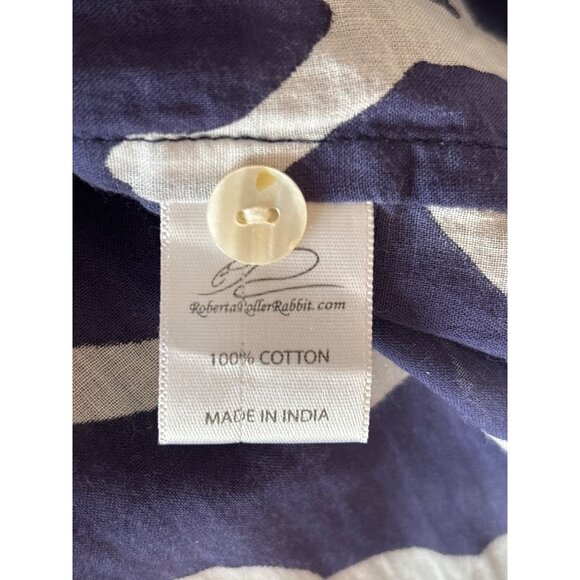 RobertaRollerRabbit.com
100% COTTON
MADE IN INDIA